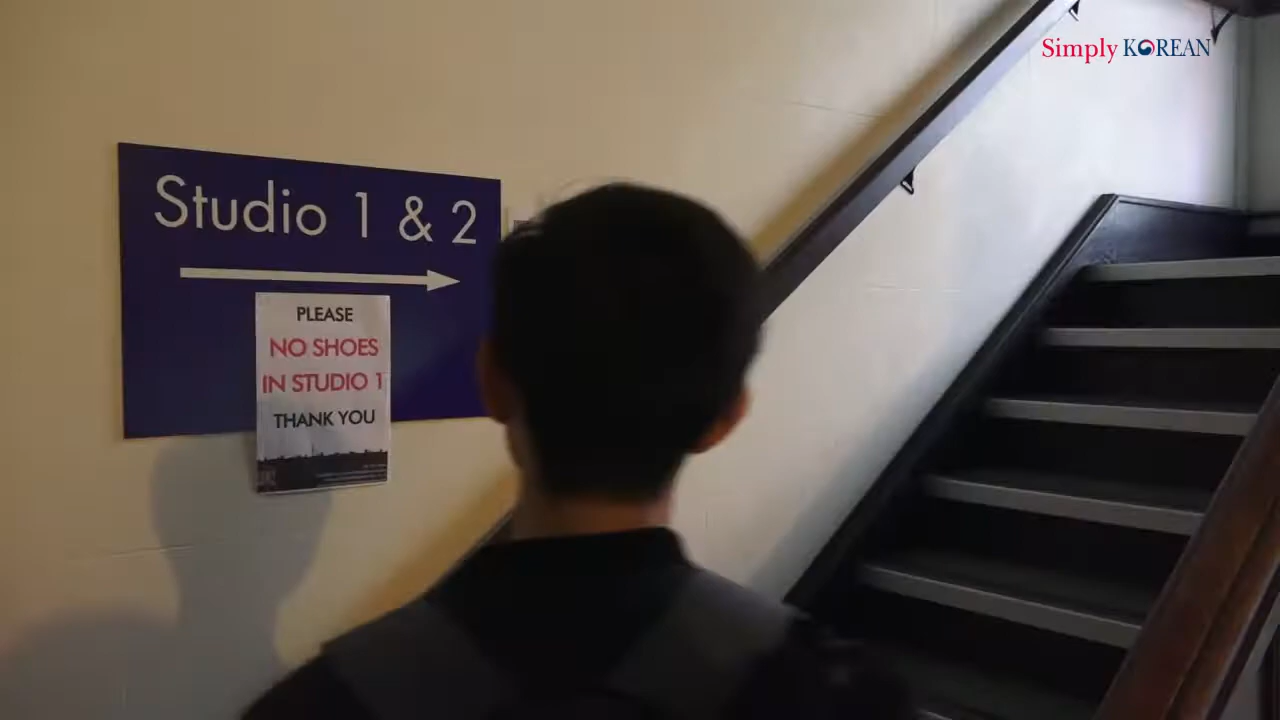 Simply KOREAN
Studio 1 & 2
PLEASE
NO SHOES
IN STUDIO 1
THANK YOU